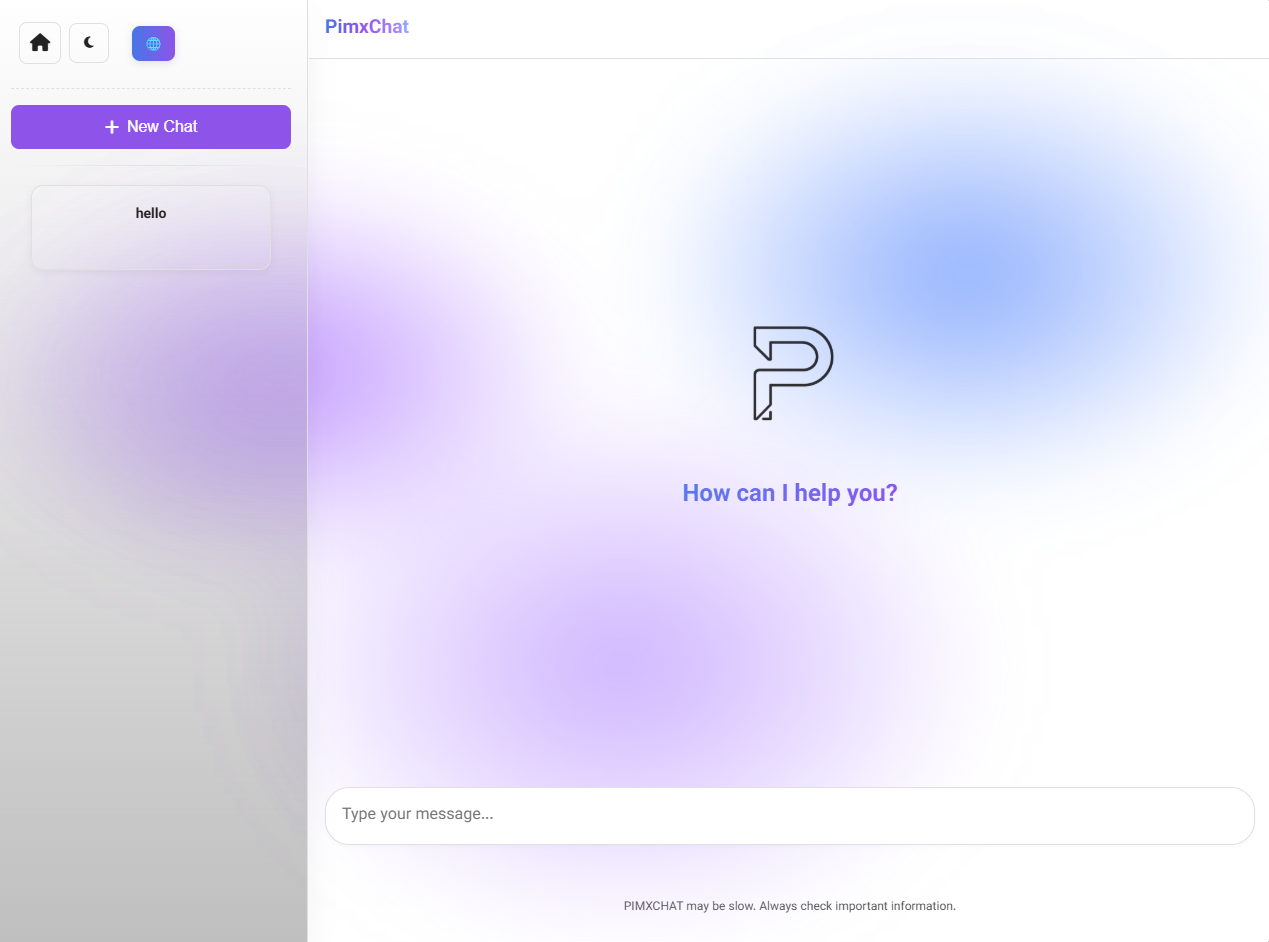 PimxChat
New Chat
hello
How can I help you?
Type your message...
PIMXCHAT may be slow. Always check important information.